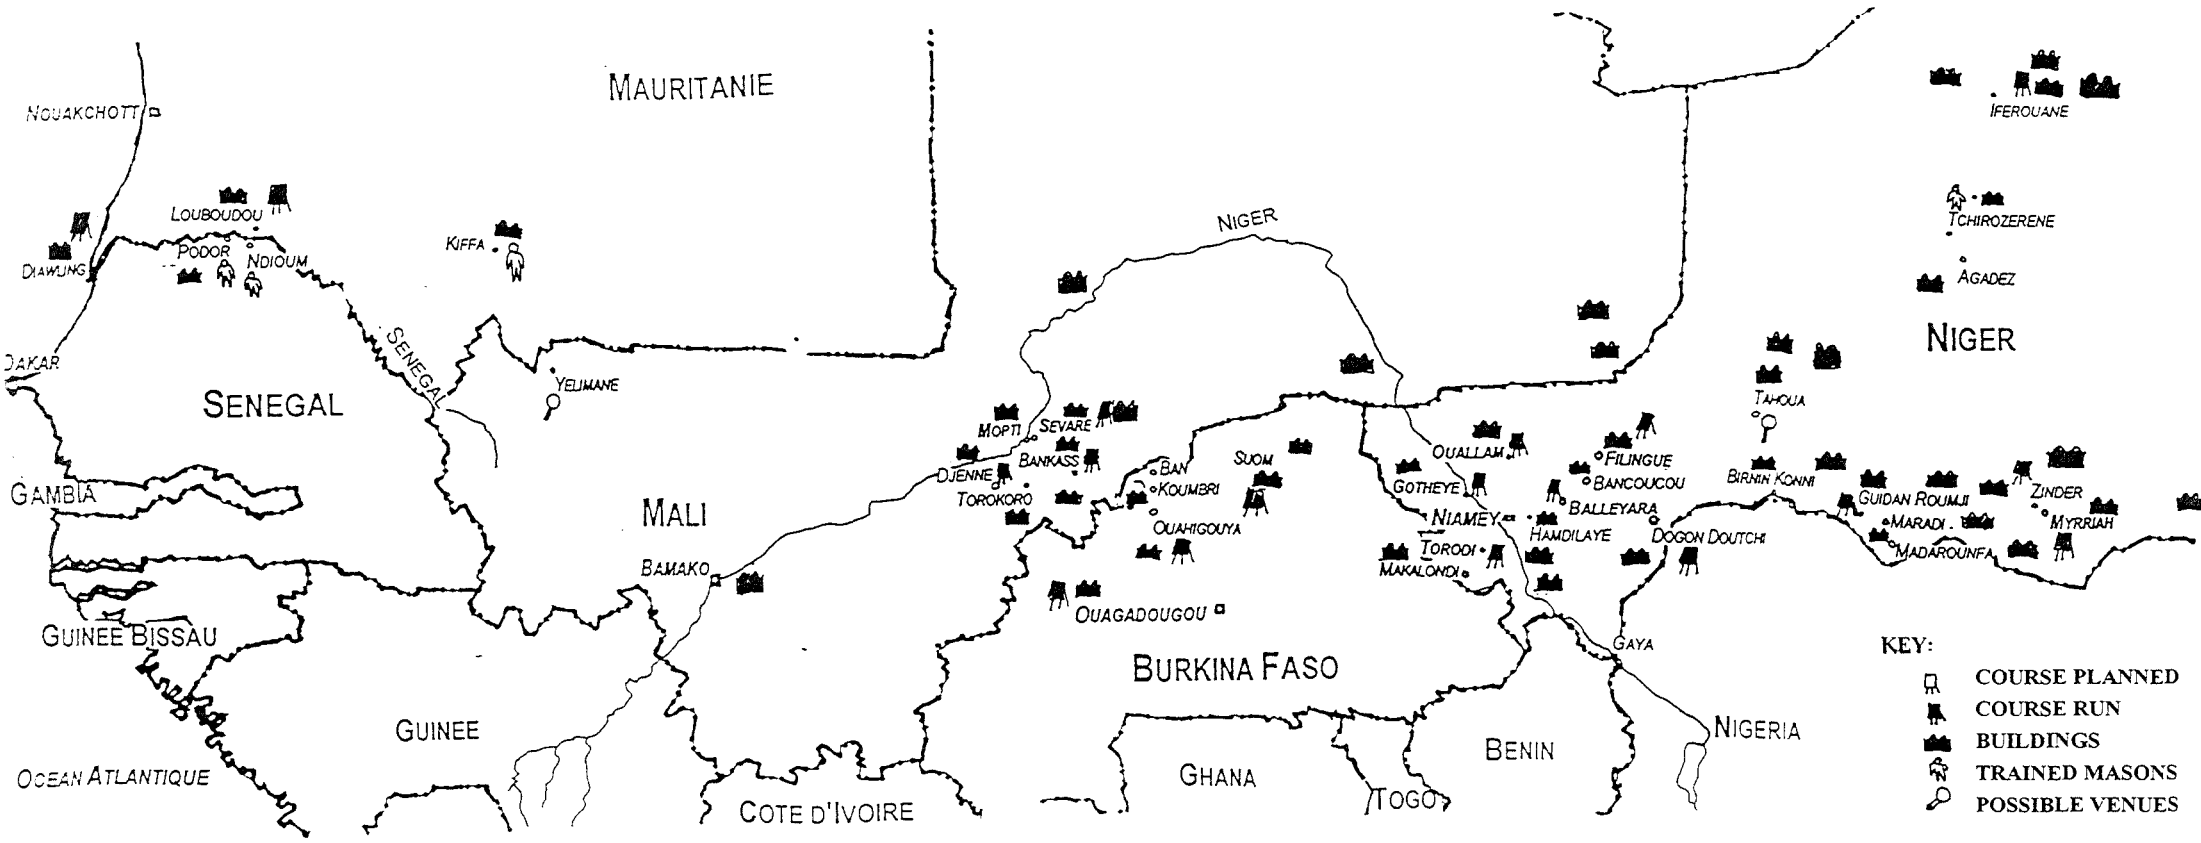 MAURITANIE
NOUAKCHOTT
IFEROUANE
LOUBOUDOU
TCHIROZERENE
NIGER
PODOR
NDIOUM
KIFFA
DIAWLING
AGADEZ
NIGER
SENEGAL
DAKAR
YELIMANE
SENEGAL
TAHOUA
MOPTI
SEVARE
OUALLAM
FILINGUE
BANKASS
BAN
SUOM
DJENNE
GOTHEYE
BANCOUCOU
BIRNIN KONNI
KOUMBRI
TOROKORO
GAMBIA
GUIDAN ROUMJI
ZINDER
MALI
NIAMEY
BALLEYARA
OUAHIGOUYA
MARADI
MYRRIAH
HAMDILAYE
DOGON DOUTCHI
TORODI
MADAROUNFA
BAMAKO
MAKALONDI
OUAGADOUGOU
GUINEE BISSAU
GAYA
BURKINA FASO
GUINEE
NIGERIA
BENIN
OCEAN ATLANTIQUE
GHANA
TOGO
COTE D'IVOIRE
KEY:
COURSE PLANNED
COURSE RUN
BUILDINGS
TRAINED MASONS
POSSIBLE VENUES